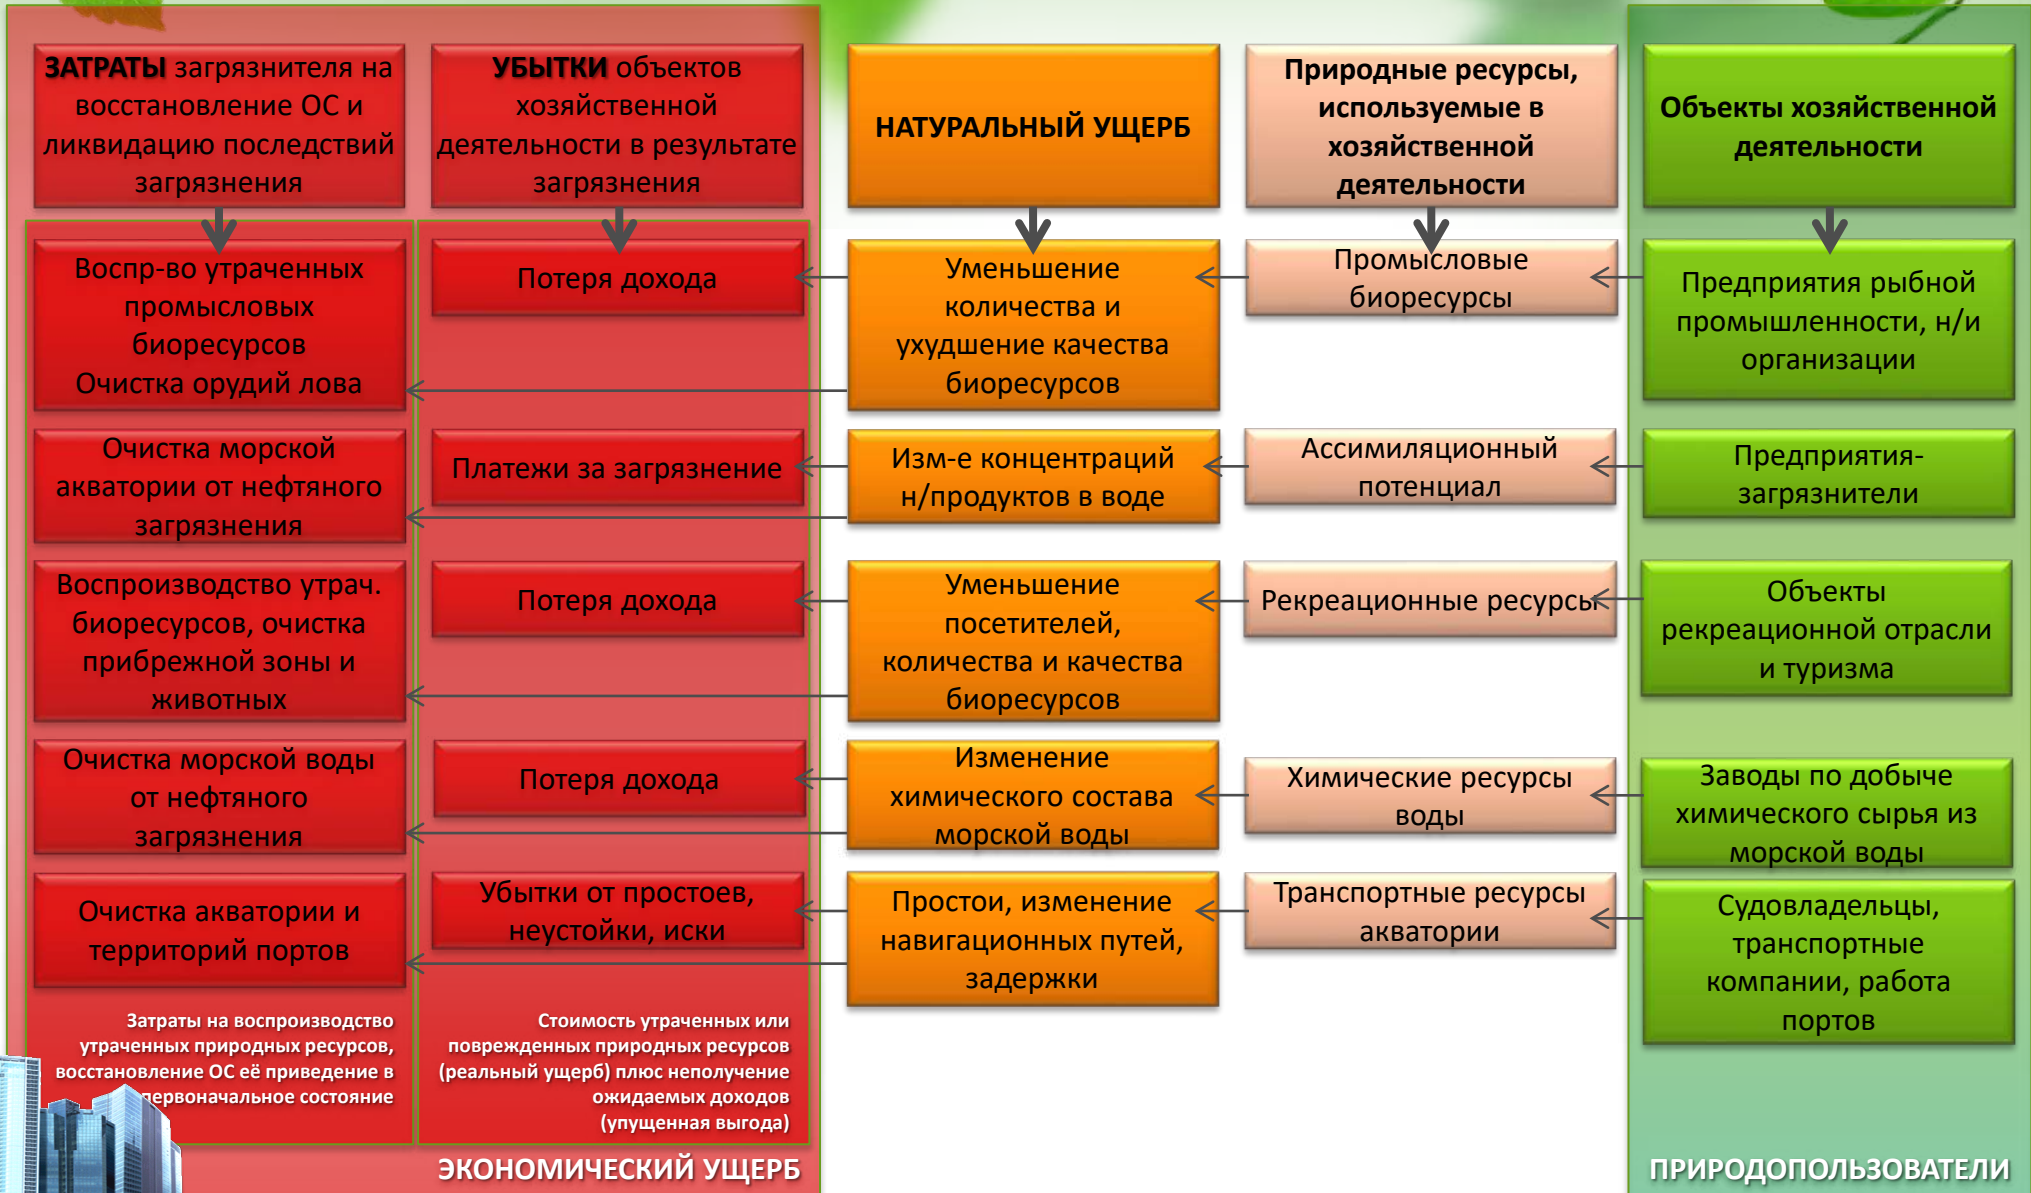 ЗАТРАТЫ загрязнителя на
восстановление ОС и
ликвидацию последствий
загрязнения
УБЫТКИ объектов
хозяйственной
деятельности в результате
загрязнения
НАТУРАЛЬНЫЙ УЩЕРБ
Природные ресурсы,
используемые в
хозяйственной
деятельности
Объекты хозяйственной
деятельности
Воспр-во утраченных
промысловых
биоресурсов
Очистка орудий лова
Потеря дохода
Уменьшение
количества и
ухудшение качества
биоресурсов
Промысловые
биоресурсы
Предприятия рыбной
промышленности, н/и
организации
Очистка морской
акватории от нефтяного
загрязнения
Платежи за загрязнение
Изм-е концентраций
н/продуктов в воде
Ассимиляционный
потенциал
Предприятия-
загрязнители
Воспроизводство утрач.
биоресурсов, очистка
прибрежной зоны и
животных
Потеря дохода
Уменьшение
посетителей,
количества и качества
биоресурсов
Рекреационные ресурсы
Объекты
рекреационной отрасли
и туризма
Очистка морской воды
от нефтяного
загрязнения
Потеря дохода
Изменение
химического состава
морской воды
Химические ресурсы
воды
Заводы по добыче
химического сырья из
морской воды
Очистка акватории и
территорий портов
Убытки от простоев,
неустойки, иски
Простои, изменение
навигационных путей,
задержки
Транспортные ресурсы
акватории
Судовладельцы,
транспортные
компании, работа
портов
Затраты на воспроизводство
утраченных природных ресурсов,
восстановление ОС её приведение в
первоначальное состояние
Стоимость утраченных или
поврежденных природных ресурсов
(реальный ущерб) плюс неполучение
ожидаемых доходов
(упущенная выгода)
ЭКОНОМИЧЕСКИЙ УЩЕРБ
ПРИРОДОПОЛЬЗОВАТЕЛИ